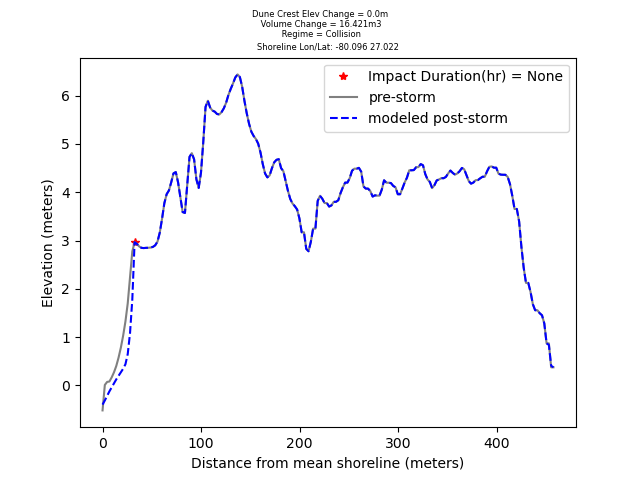 Dune Crest Elev Change = 0.0m
Volume Change = 16.421m3
Regime = Collision
Shoreline Lon/Lat: -80.096 27.022
Impact Duration(hr) = None
pre-storm
modeled post-storm
Elevation (meters)
6
5
4
3
2
1
0
0 100 200 300 400
Distance from mean shoreline (meters)